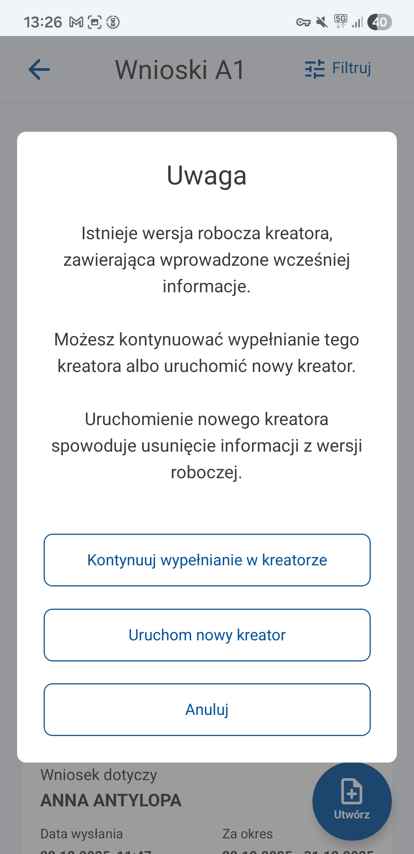 13:26
5G
40
Wnioski A1
Filtruj
Uwaga
Istnieje wersja robocza kreatora,
zawierająca wprowadzone wcześniej
informacje.
Możesz kontynuować wypełnianie tego
kreatora albo uruchomić nowy kreator.
Uruchomienie nowego kreatora
spowoduje usunięcie informacji z wersji
roboczej.
Kontynuuj wypełnianie w kreatorze
Uruchom nowy kreator
Anuluj
Wniosek dotyczy
ANNA ANTYLOPA
Utwórz
Data wysłania
Za okres